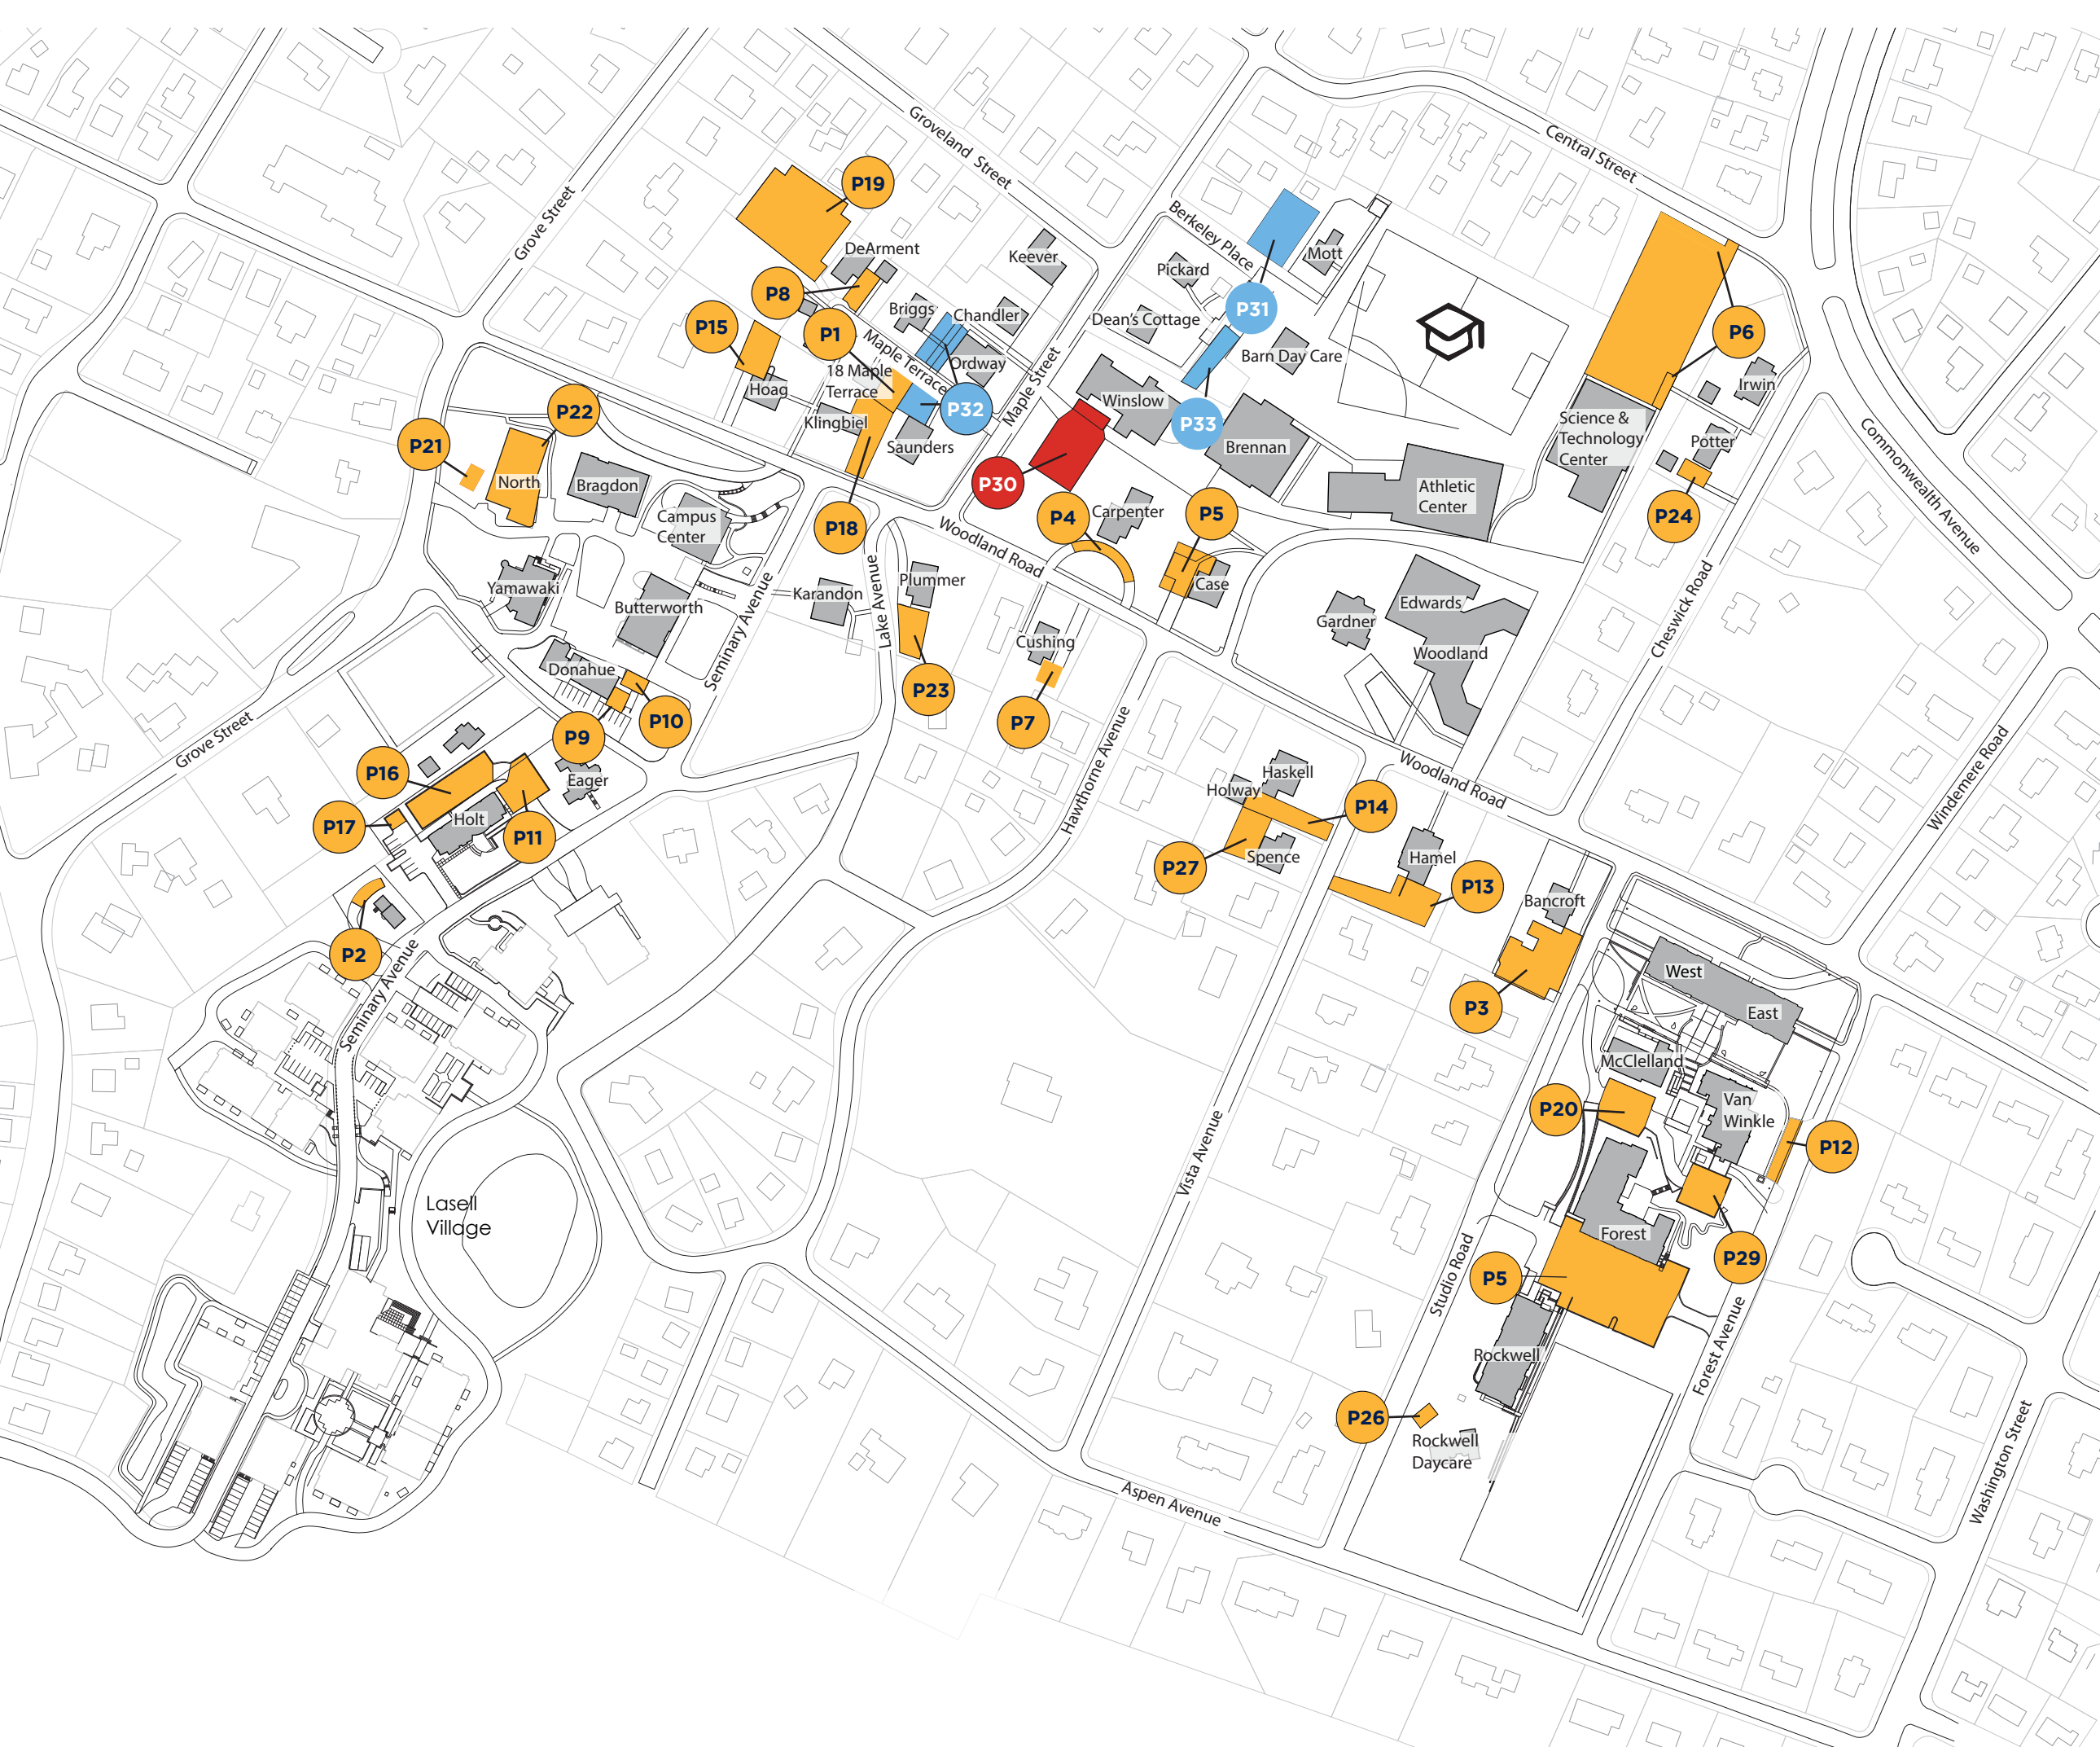 Groveland Street
Central Street
Grove Street
P19
Berkeley Place
DeArment
Keever
Mott
Pickard
P8
P31
P15
P1
Briggs
Chandler
Dean's Cottage
P6
Maple Terrace
Ordway
Maple Street
Barn Day Care
18 Maple
Terrace
Hoag
Irwin
P22
P32
Winslow
Klingbiel
P33
Science &
Technology
Center
Commonwealth Avenue
P21
Saunders
Brennan
Potter
North
Bragdon
P30
Athletic
Center
Campus
Center
P18
P4
Carpenter
P5
P24
Woodland Road
Yamawaki
Plummer
Case
Karandon
Lake Avenue
Butterworth
Seminary Avenue
Edwards
Gardner
Cheswick Road
Cushing
Woodland
Donahue
P23
P10
P7
P9
Grove Street
Hawthorne Avenue
P16
Eager
Haskell
Woodland Road
Windemere Road
Holway
P14
P17
Holt
P11
P27
Spence
Hamel
P13
Bancroft
P2
West
Seminary Avenue
P3
East
McClelland
P20
Van
Winkle
P12
Vista Avenue
Lasell
Village
Forest
P29
Studio Road
P5
Forest Avenue
Rockwell
P26
Rockwell
Daycare
Washington Street
Aspen Avenue